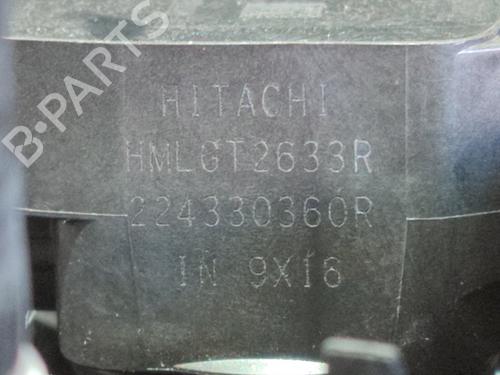 B-PARTS
HITACHI
HMLGT2633R
224330360R
IN 9X16